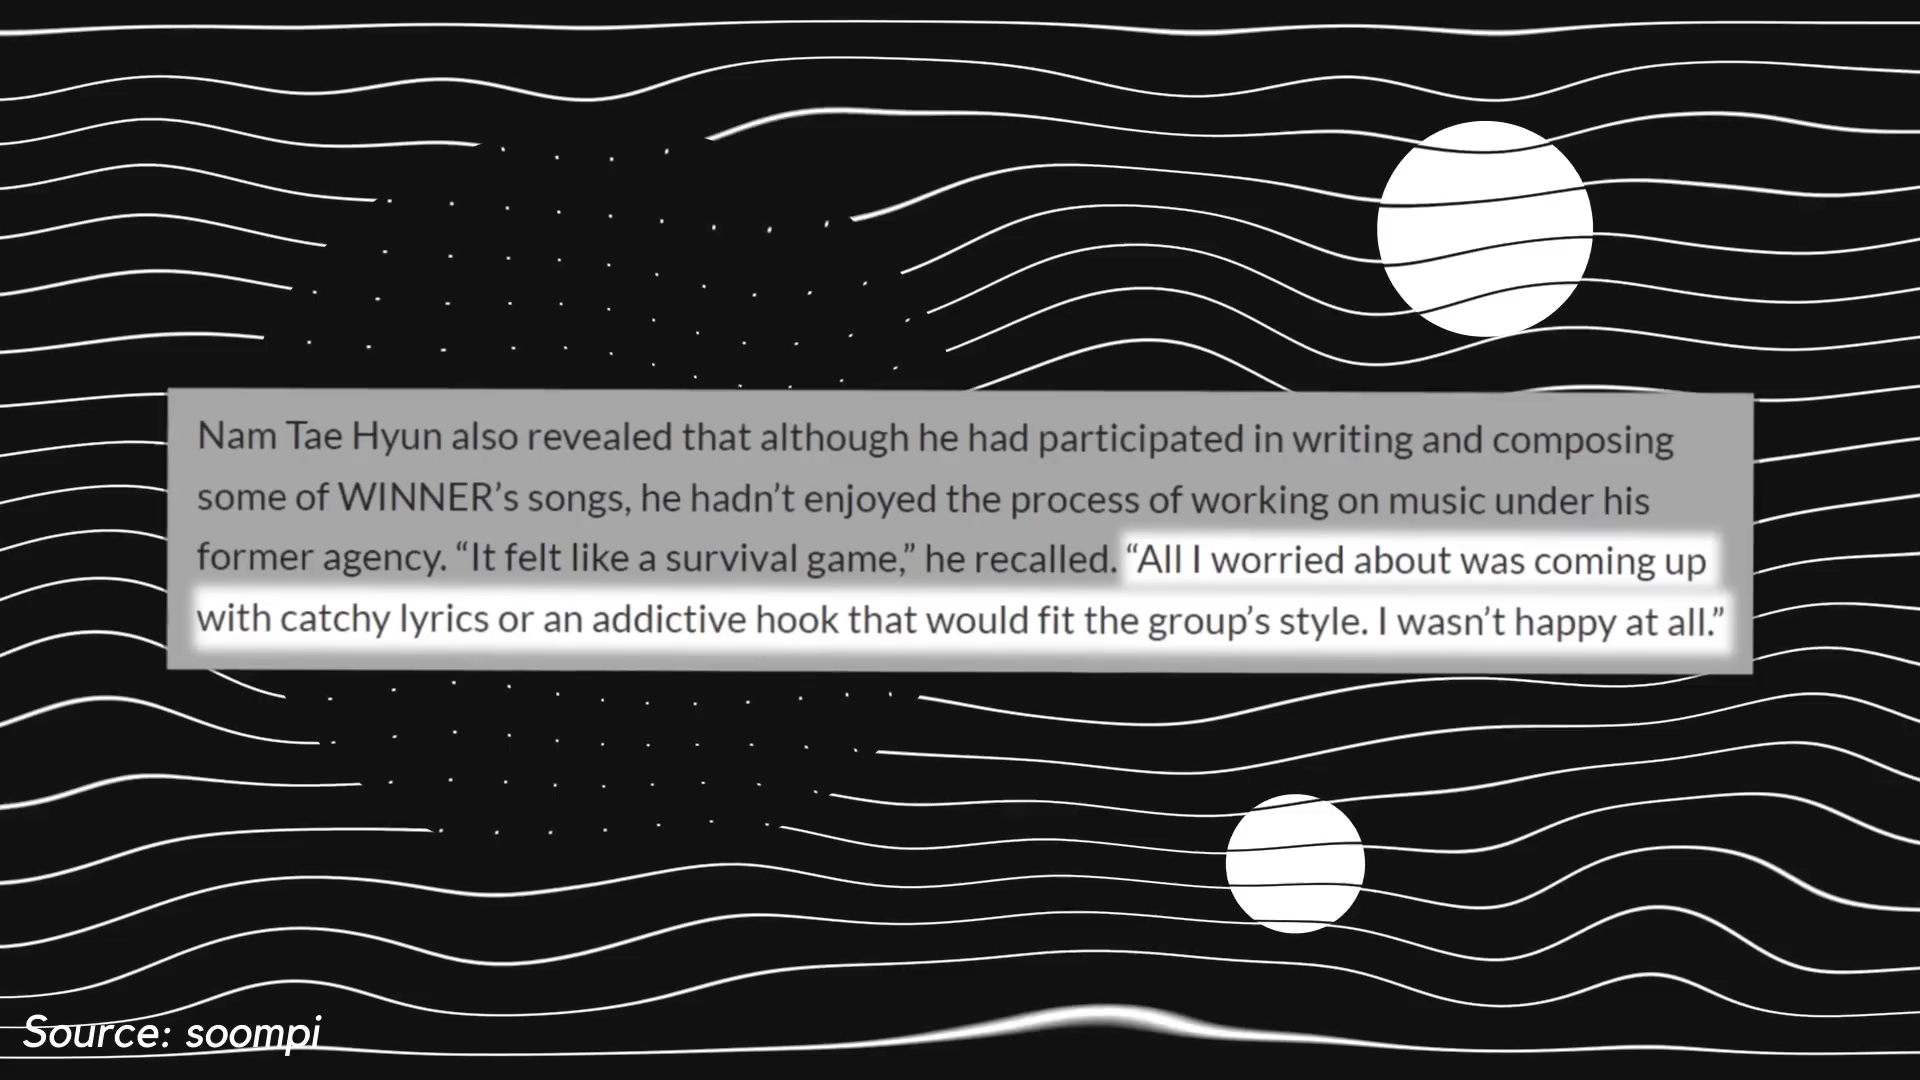 Nam Tae Hyun also revealed that although he had participated in writing and composing
some of WINNER’s songs, he hadn’t enjoyed the process of working on music under his
former agency. “It felt like a survival game,” he recalled. “All I worried about was coming up
with catchy lyrics or an addictive hook that would fit the group’s style. I wasn’t happy at all.”
Source: soompi